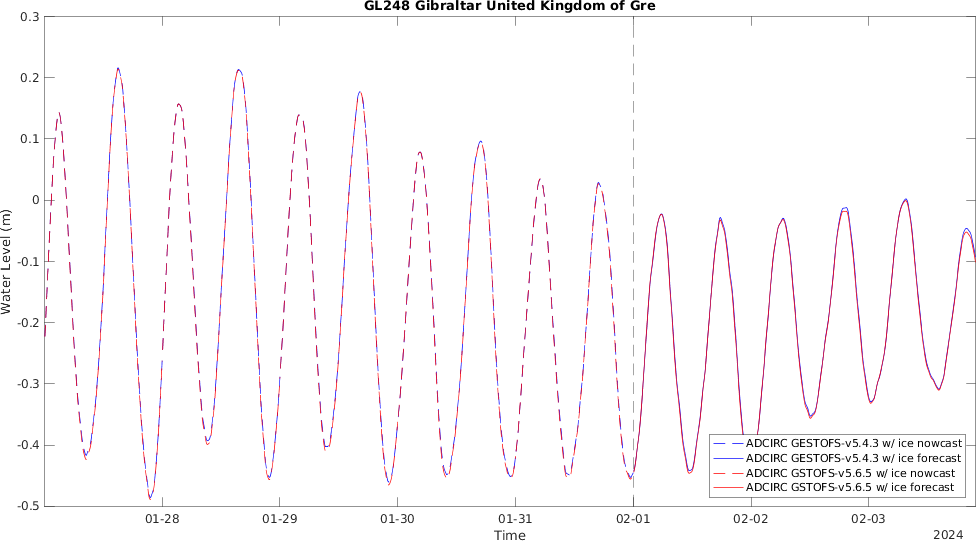 GL248 Gibraltar United Kingdom of Gre
0.3
0.2
0.1
0
-0.1
-0.2
-0.3
-0.4
-0.5
Water Level (m)
ADCIRC GESTOFS-v5.4.3 w/ ice nowcast
ADCIRC GESTOFS-v5.4.3 w/ ice forecast
ADCIRC GSTOFS-v5.6.5 w/ ice nowcast
ADCIRC GSTOFS-v5.6.5 w/ ice forecast
01-28 01-29 01-30 01-31 02-01 02-02 02-03
Time
2024